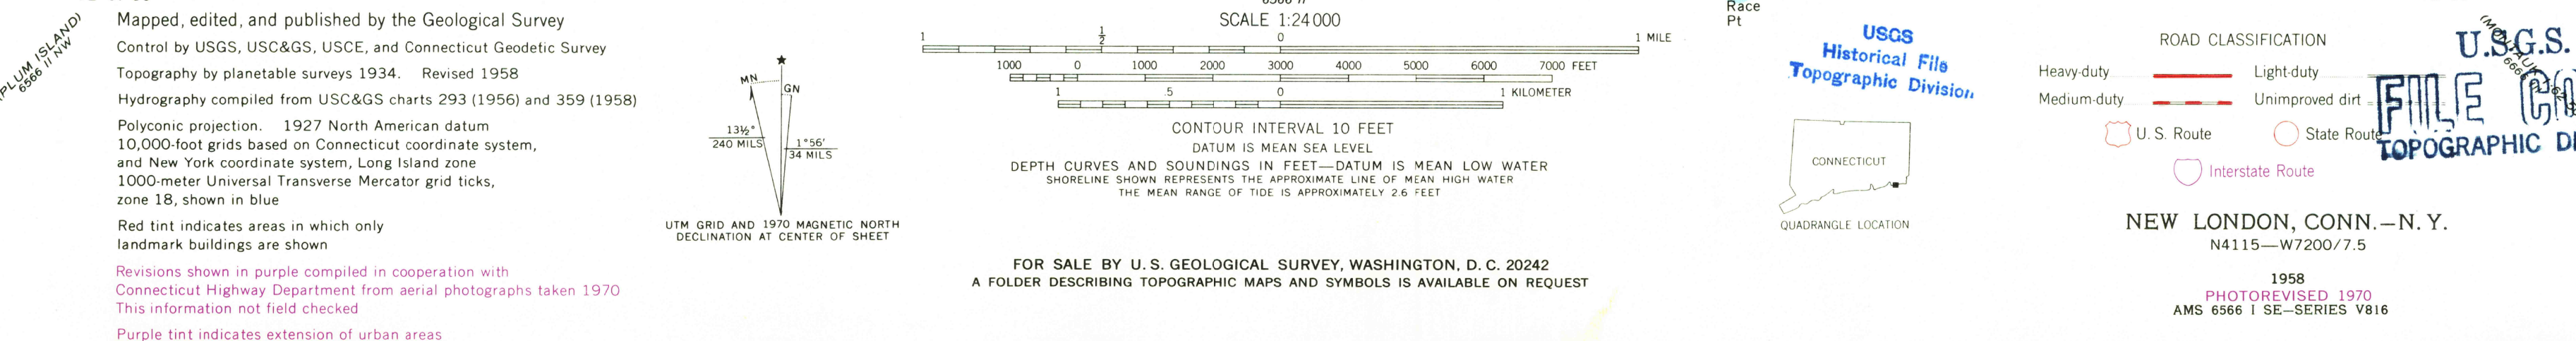 (PLUM ISLAND)
6566 II NW
Mapped, edited, and published by the Geological Survey
Control by USGS, USC&GS, USCE, and Connecticut Geodetic Survey
Topography by planetable surveys 1934. Revised 1958
Hydrography compiled from USC&GS charts 293 (1956) and 359 (1958)
Polyconic projection. 1927 North American datum
10,000-foot grids based on Connecticut coordinate system,
and New York coordinate system, Long Island zone
1000-meter Universal Transverse Mercator grid ticks,
zone 18, shown in blue
Red tint indicates areas in which only
landmark buildings are shown
Revisions shown in purple compiled in cooperation with
Connecticut Highway Department from aerial photographs taken 1970
This information not field checked
Purple tint indicates extension of urban areas
MN
GN
13½°
240 MILS
1°56′
34 MILS
UTM GRID AND 1970 MAGNETIC NORTH
DECLINATION AT CENTER OF SHEET
SCALE 1:24 000
1 ½ 0 1 MILE
1000 0 1000 2000 3000 4000 5000 6000 7000 FEET
1 .5 0 1 KILOMETER
CONTOUR INTERVAL 10 FEET
DATUM IS MEAN SEA LEVEL
DEPTH CURVES AND SOUNDINGS IN FEET—DATUM IS MEAN LOW WATER
SHORELINE SHOWN REPRESENTS THE APPROXIMATE LINE OF MEAN HIGH WATER
THE MEAN RANGE OF TIDE IS APPROXIMATELY 2.6 FEET
FOR SALE BY U. S. GEOLOGICAL SURVEY, WASHINGTON, D. C. 20242
A FOLDER DESCRIBING TOPOGRAPHIC MAPS AND SYMBOLS IS AVAILABLE ON REQUEST
Race
Pt
USGS
Historical File
Topographic Division
CONNECTICUT
QUADRANGLE LOCATION
ROAD CLASSIFICATION
Heavy-duty Light-duty
Medium-duty Unimproved dirt
U. S. Route State Route
Interstate Route
U.S.G.S.
FILE CO
TOPOGRAPHIC DI
NEW LONDON, CONN.—N. Y.
N4115—W7200/7.5
1958
PHOTOREVISED 1970
AMS 6566 I SE—SERIES V816